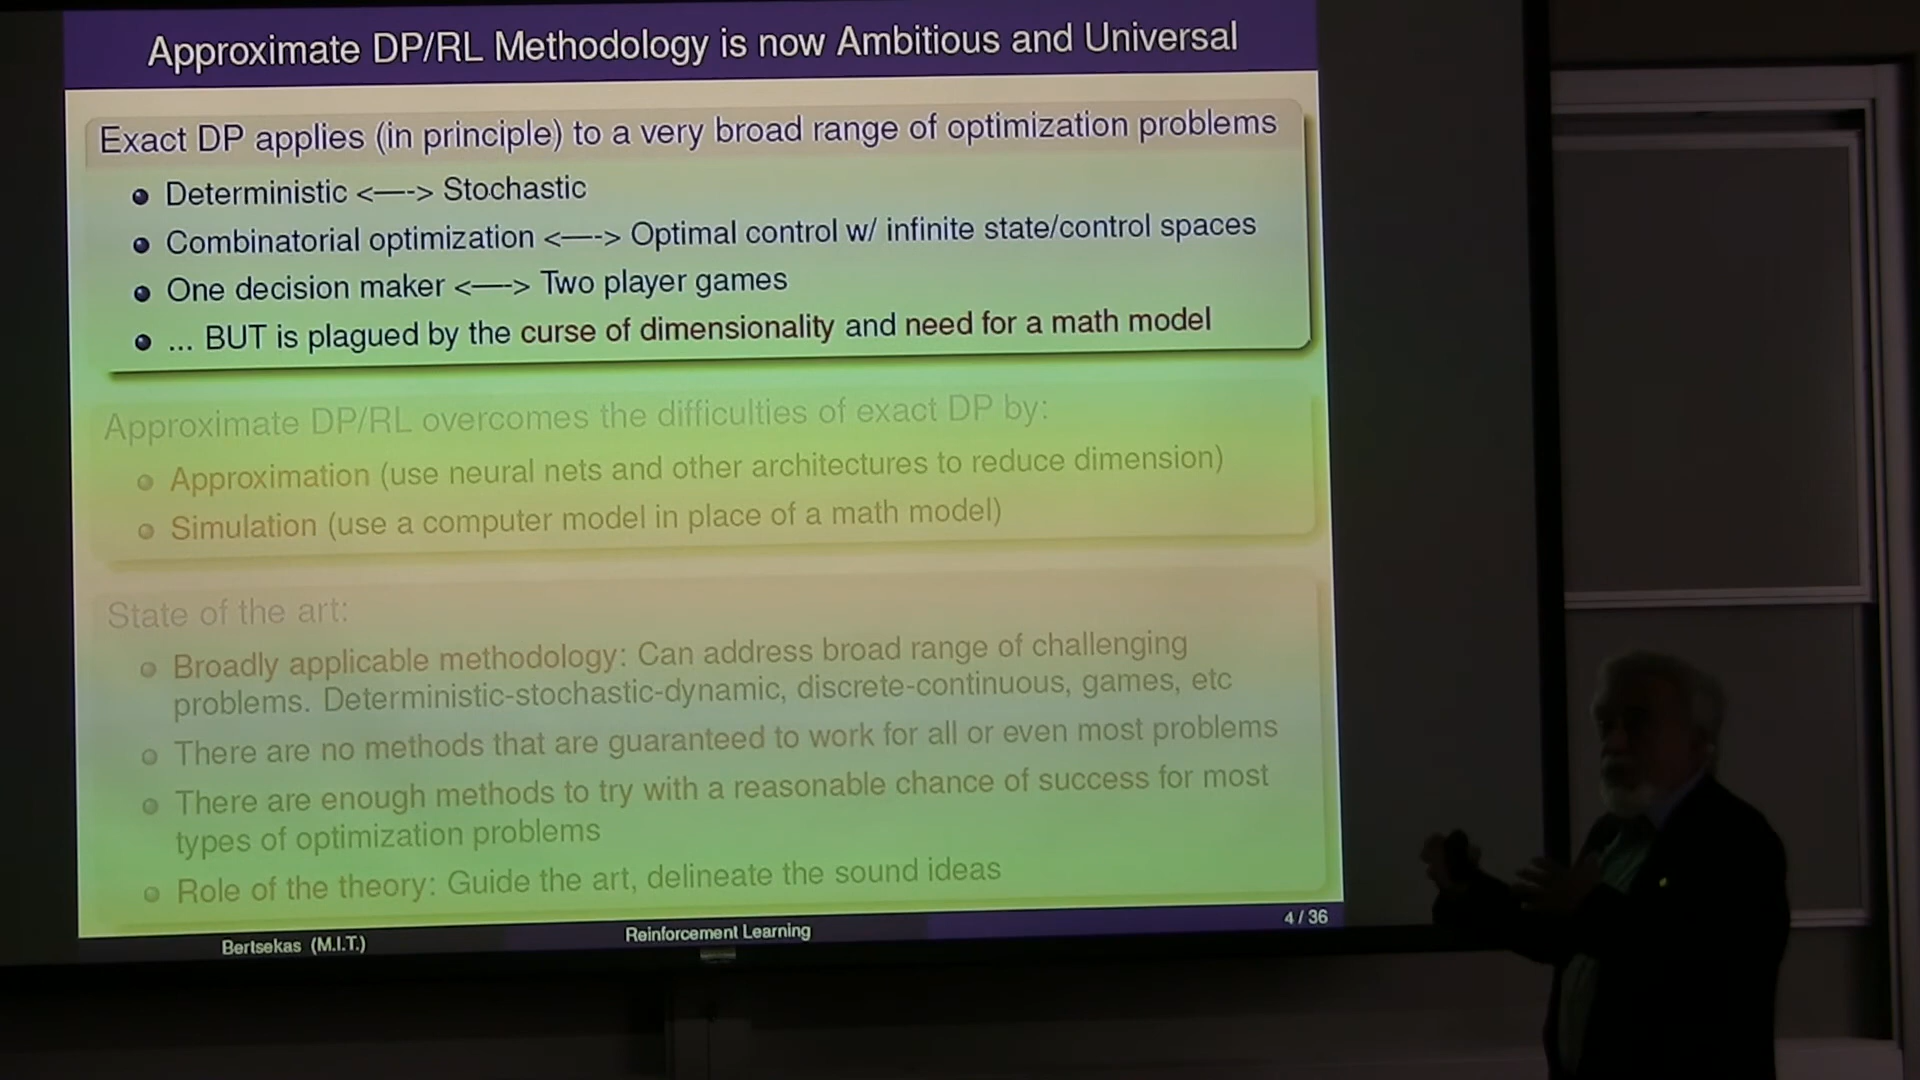 Approximate DP/RL Methodology is now Ambitious and Universal
Exact DP applies (in principle) to a very broad range of optimization problems
Deterministic <—-> Stochastic
Combinatorial optimization <—-> Optimal control w/ infinite state/control spaces
One decision maker <—-> Two player games
... BUT is plagued by the curse of dimensionality and need for a math model
Approximate DP/RL overcomes the difficulties of exact DP by:
Approximation (use neural nets and other architectures to reduce dimension)
Simulation (use a computer model in place of a math model)
State of the art:
Broadly applicable methodology: Can address broad range of challenging
problems. Deterministic-stochastic-dynamic, discrete-continuous, games, etc
There are no methods that are guaranteed to work for all or even most problems
There are enough methods to try with a reasonable chance of success for most
types of optimization problems
Role of the theory: Guide the art, delineate the sound ideas
Bertsekas (M.I.T.)
Reinforcement Learning
4 / 36